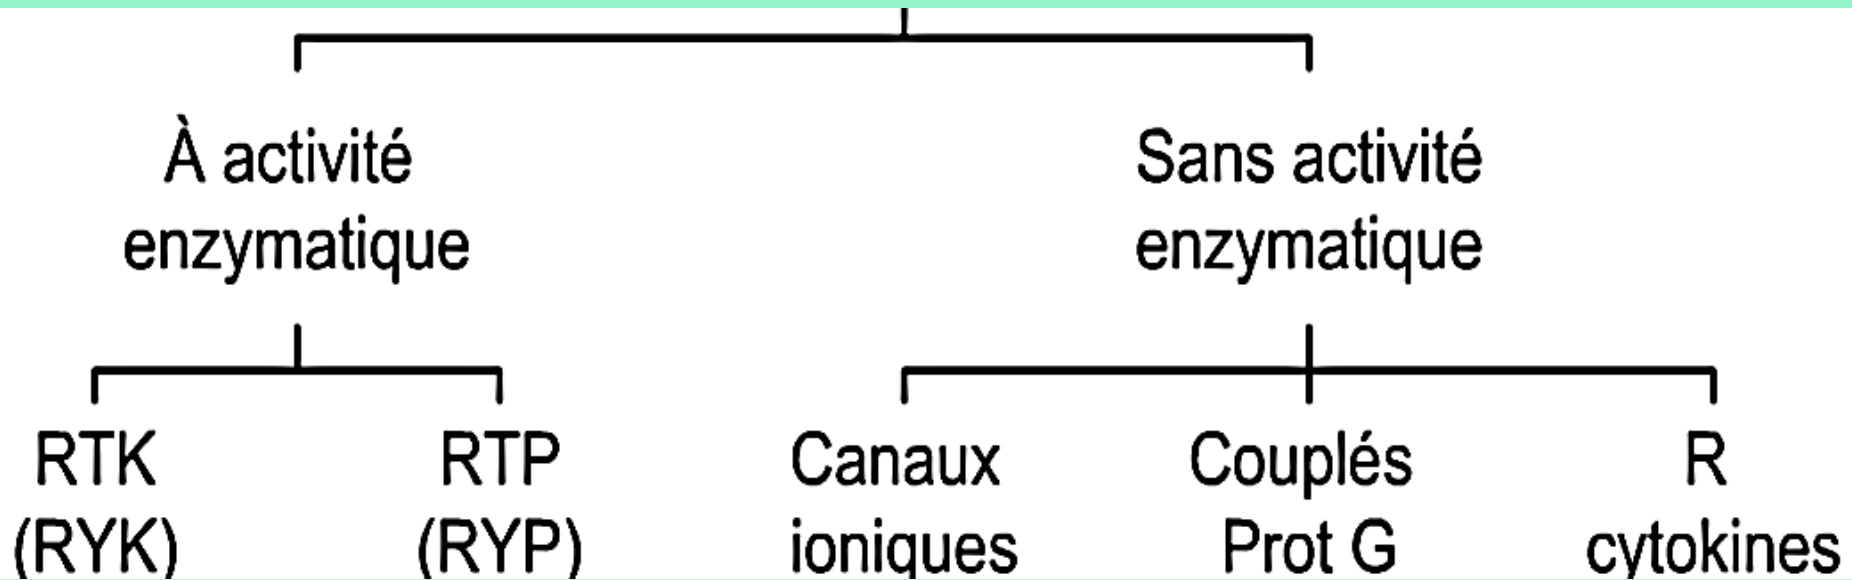 À activité
enzymatique
Sans activité
enzymatique
RTK
(RYK)
RTP
(RYP)
Canaux
ioniques
Couplés
Prot G
R
cytokines